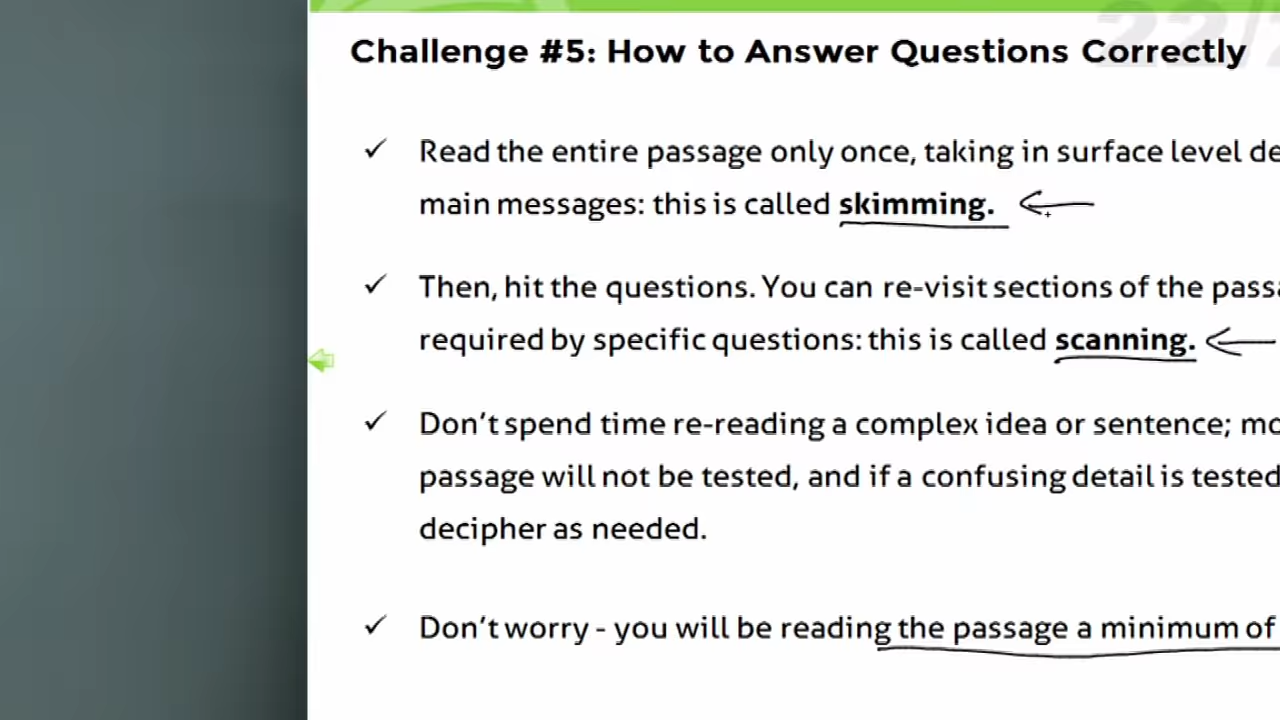 Challenge #5: How to Answer Questions Correctly
Read the entire passage only once, taking in surface level
main messages: this is called skimming.
Then, hit the questions. You can re-visit sections of the
required by specific questions: this is called scanning.
Don't spend time re-reading a complex idea or sentence;
passage will not be tested, and if a confusing detail is tested
decipher as needed.
Don't worry - you will be reading the passage a minimum of